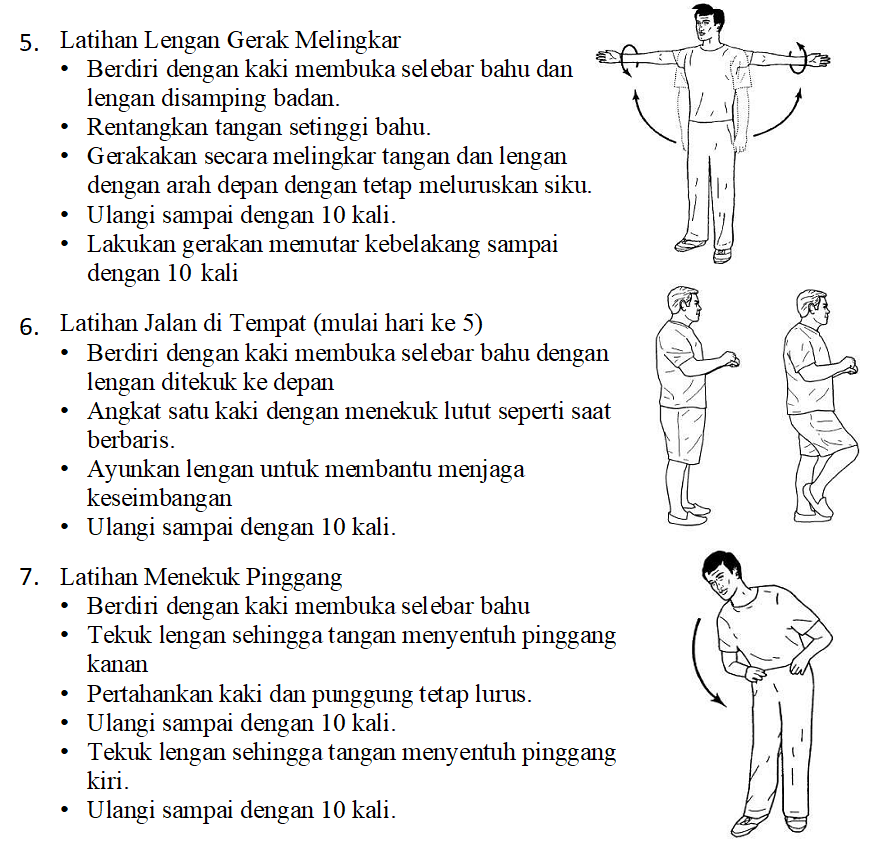 5. Latihan Lengan Gerak Melingkar
• Berdiri dengan kaki membuka selebar bahu dan
lengan disamping badan.
• Rentangkan tangan setinggi bahu.
• Gerakakan secara melingkar tangan dan lengan
dengan arah depan dengan tetap meluruskan siku.
• Ulangi sampai dengan 10 kali.
• Lakukan gerakan memutar kebelakang sampai
dengan 10 kali
6. Latihan Jalan di Tempat (mulai hari ke 5)
• Berdiri dengan kaki membuka selebar bahu dengan
lengan ditekuk ke depan
• Angkat satu kaki dengan menekuk lutut seperti saat
berbaris.
• Ayunkan lengan untuk membantu menjaga
keseimbangan
• Ulangi sampai dengan 10 kali.
7. Latihan Menekuk Pinggang
• Berdiri dengan kaki membuka selebar bahu
• Tekuk lengan sehingga tangan menyentuh pinggang
kanan
• Pertahankan kaki dan punggung tetap lurus.
• Ulangi sampai dengan 10 kali.
• Tekuk lengan sehingga tangan menyentuh pinggang
kiri.
• Ulangi sampai dengan 10 kali.